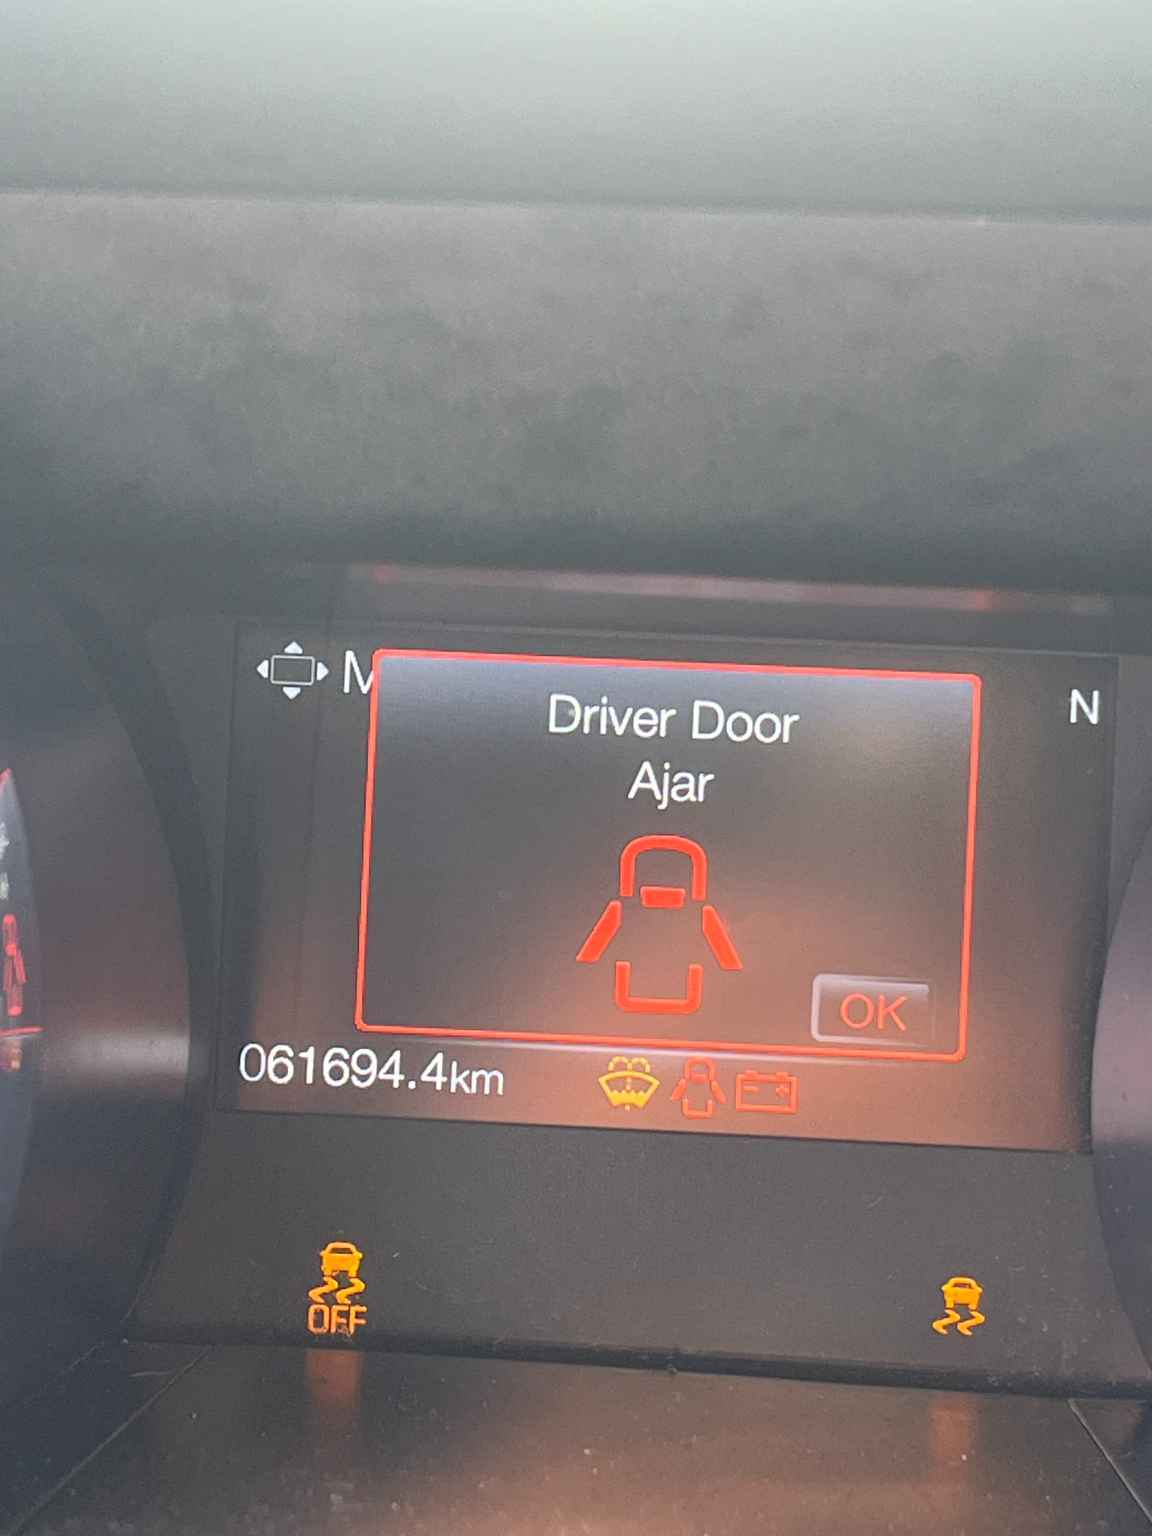 M
N
Driver Door
Ajar
OK
061694.4km
OFF